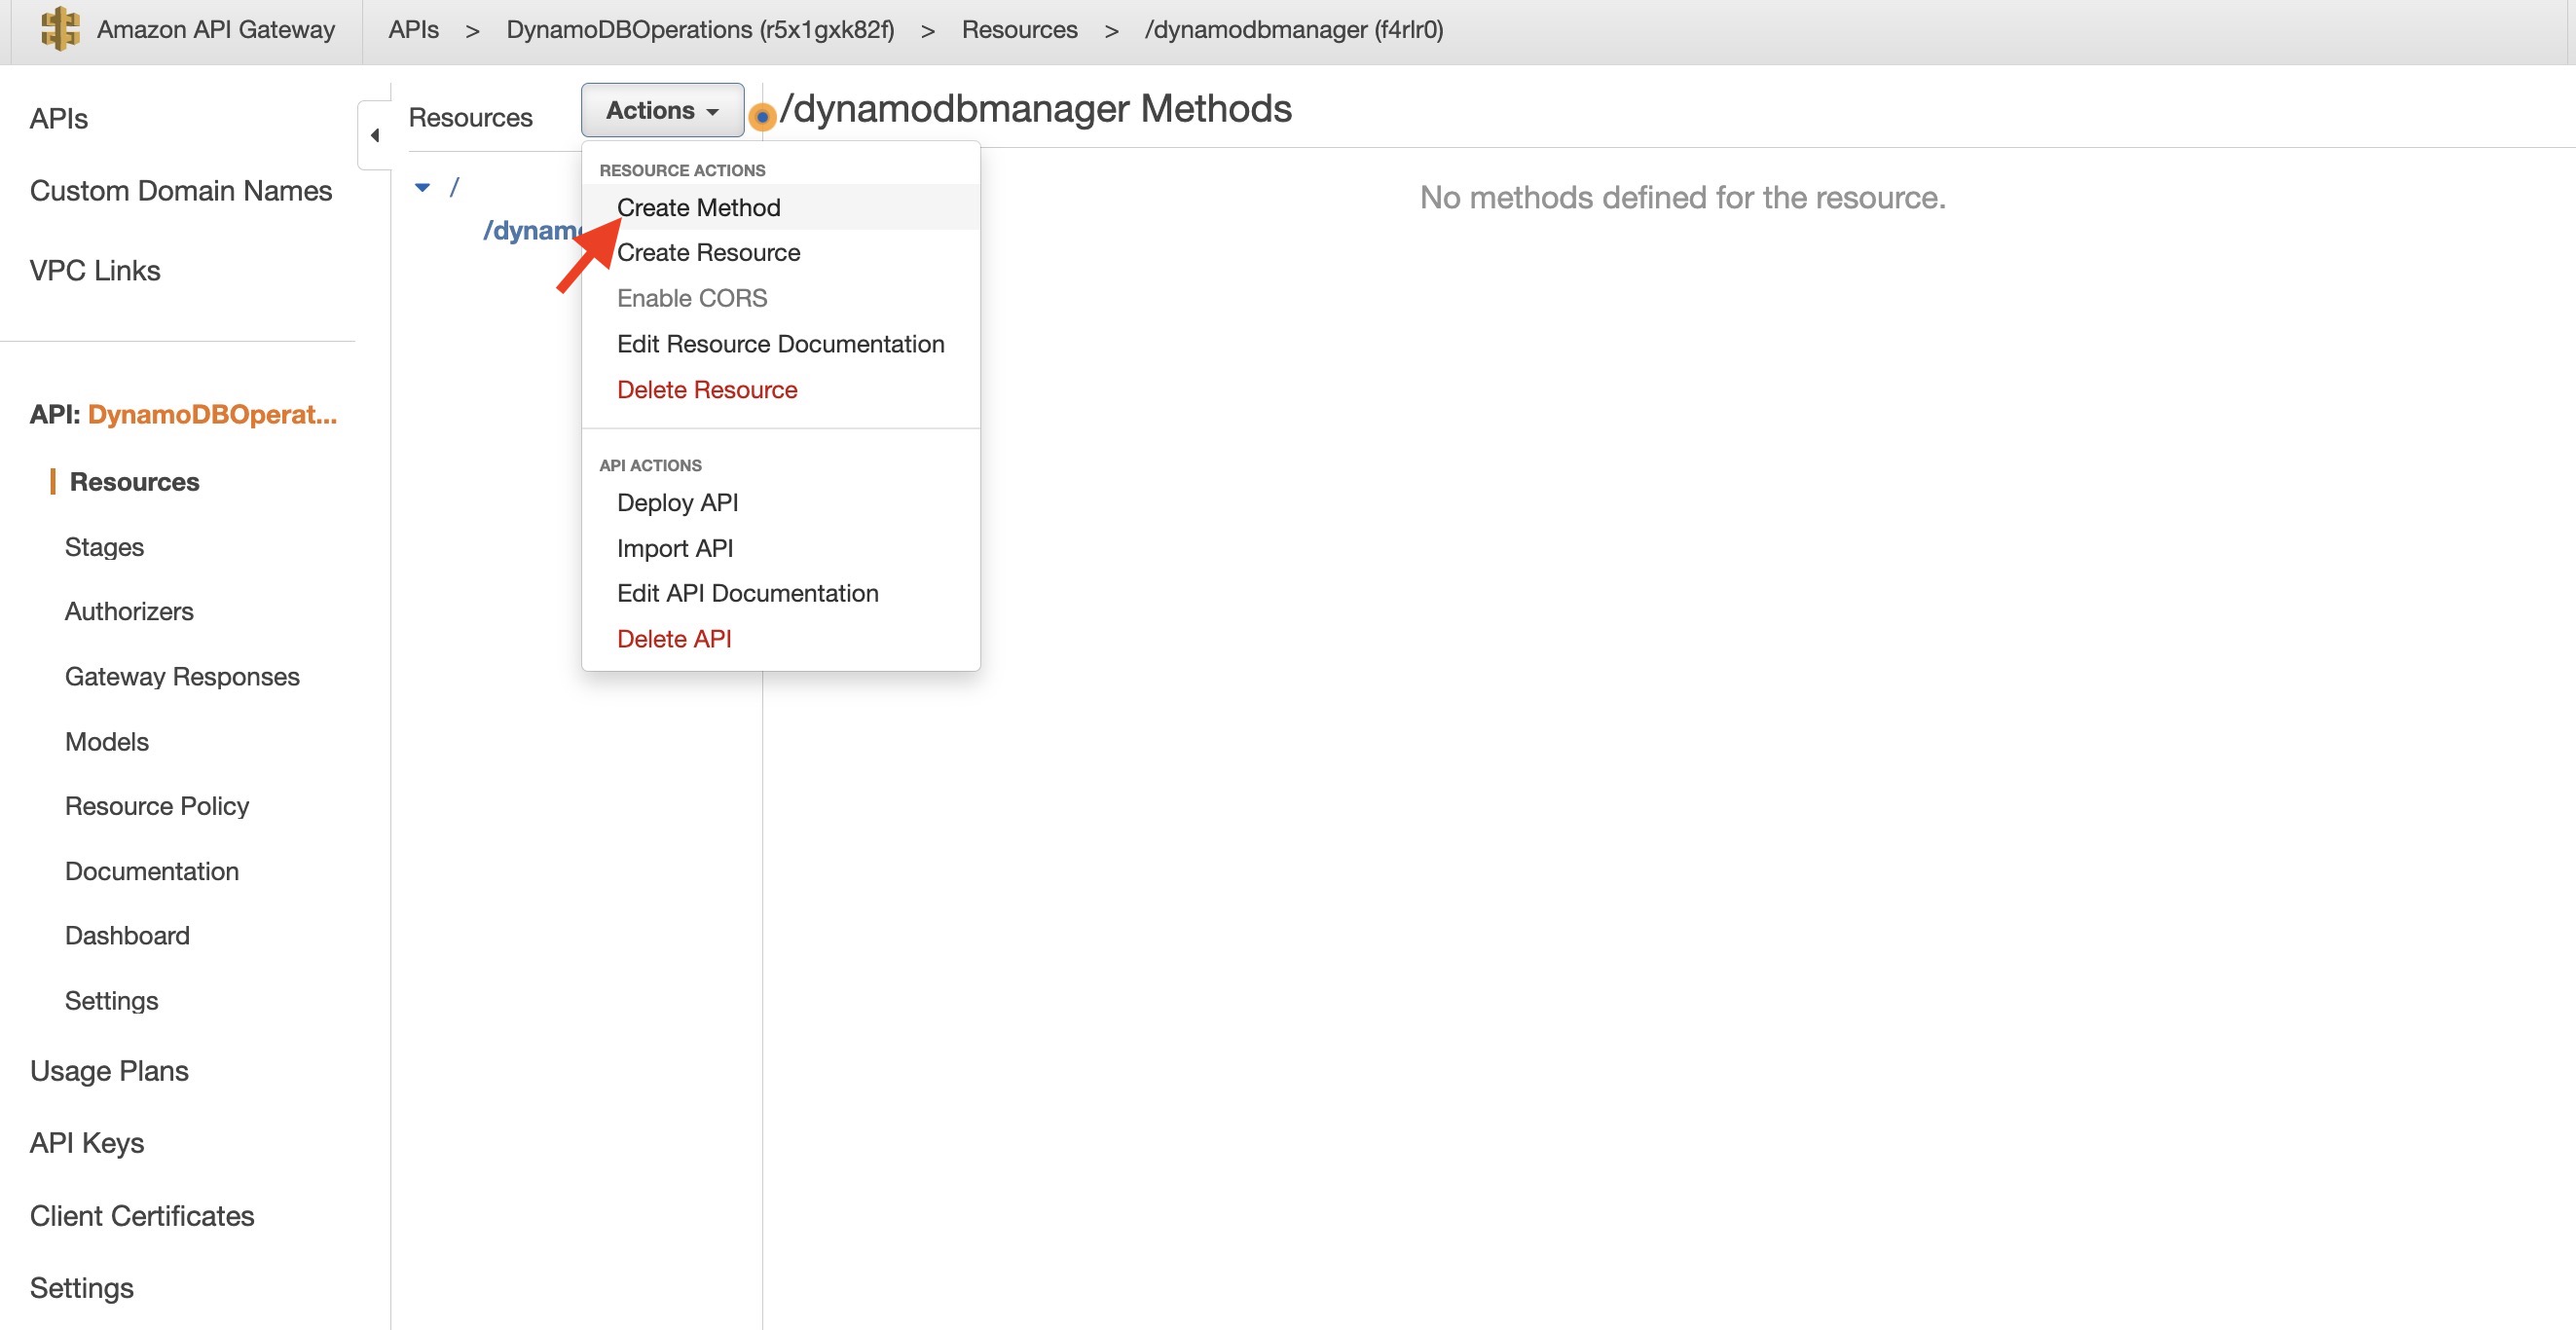 Amazon API Gateway
APIs > DynamoDBOperations (r5x1gxk82f) > Resources > /dynamodbmanager (f4rlr0)
APIs
Custom Domain Names
VPC Links
API: DynamoDBOperat...
Resources
Stages
Authorizers
Gateway Responses
Models
Resource Policy
Documentation
Dashboard
Settings
Usage Plans
API Keys
Client Certificates
Settings
Resources
Actions
/
/dynamo
RESOURCE ACTIONS
Create Method
Create Resource
Enable CORS
Edit Resource Documentation
Delete Resource
API ACTIONS
Deploy API
Import API
Edit API Documentation
Delete API
/dynamodbmanager Methods
No methods defined for the resource.